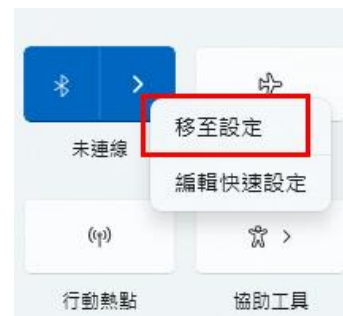 移至設定
未連線
編輯快速設定
行動熱點
協助工具